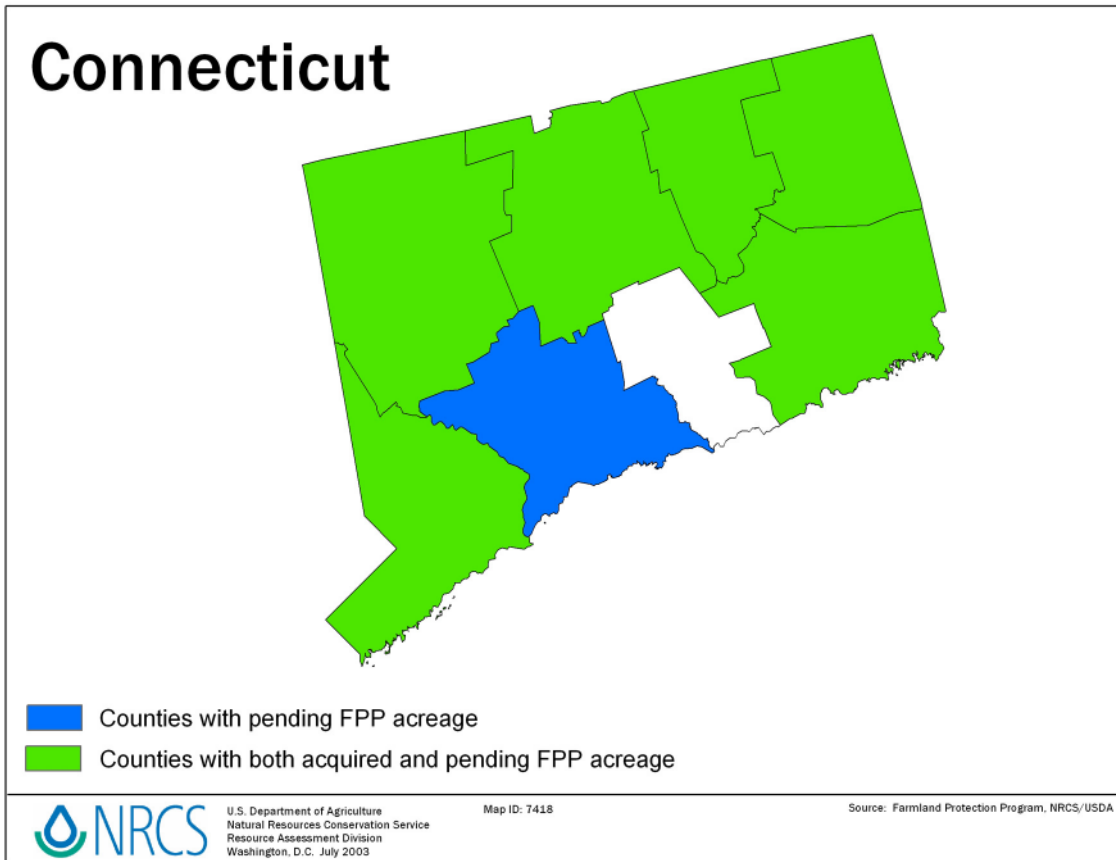 Connecticut
Counties with pending FPP acreage
Counties with both acquired and pending FPP acreage
NRCS
U.S. Department of Agriculture
Natural Resources Conservation Service
Resource Assessment Division
Washington, D.C. July 2003
Map ID: 7418
Source: Farmland Protection Program, NRCS/USDA